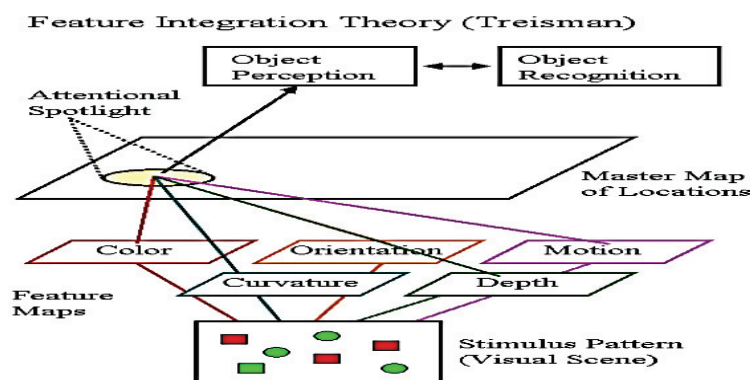 Feature Integration Theory (Treisman)
Object
Perception
Object
Recognition
Attentional
Spotlight
Master Map
of Locations
Color
Orientation
Motion
Curvature
Depth
Feature
Maps
Stimulus Pattern
(Visual Scene)